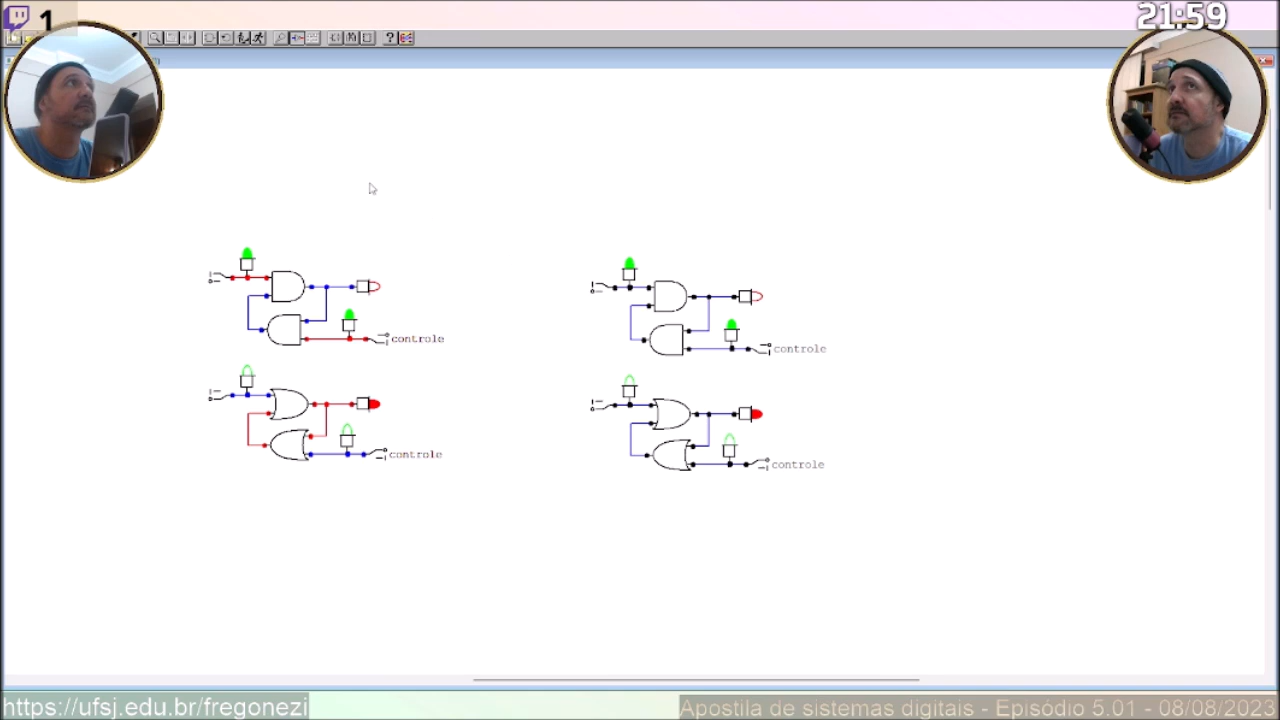 1
21:59
controle
controle
controle
controle
https://ufsj.edu.br/fregonezi
Apostila de sistemas digitais - Episódio 5.01 - 08/08/2023